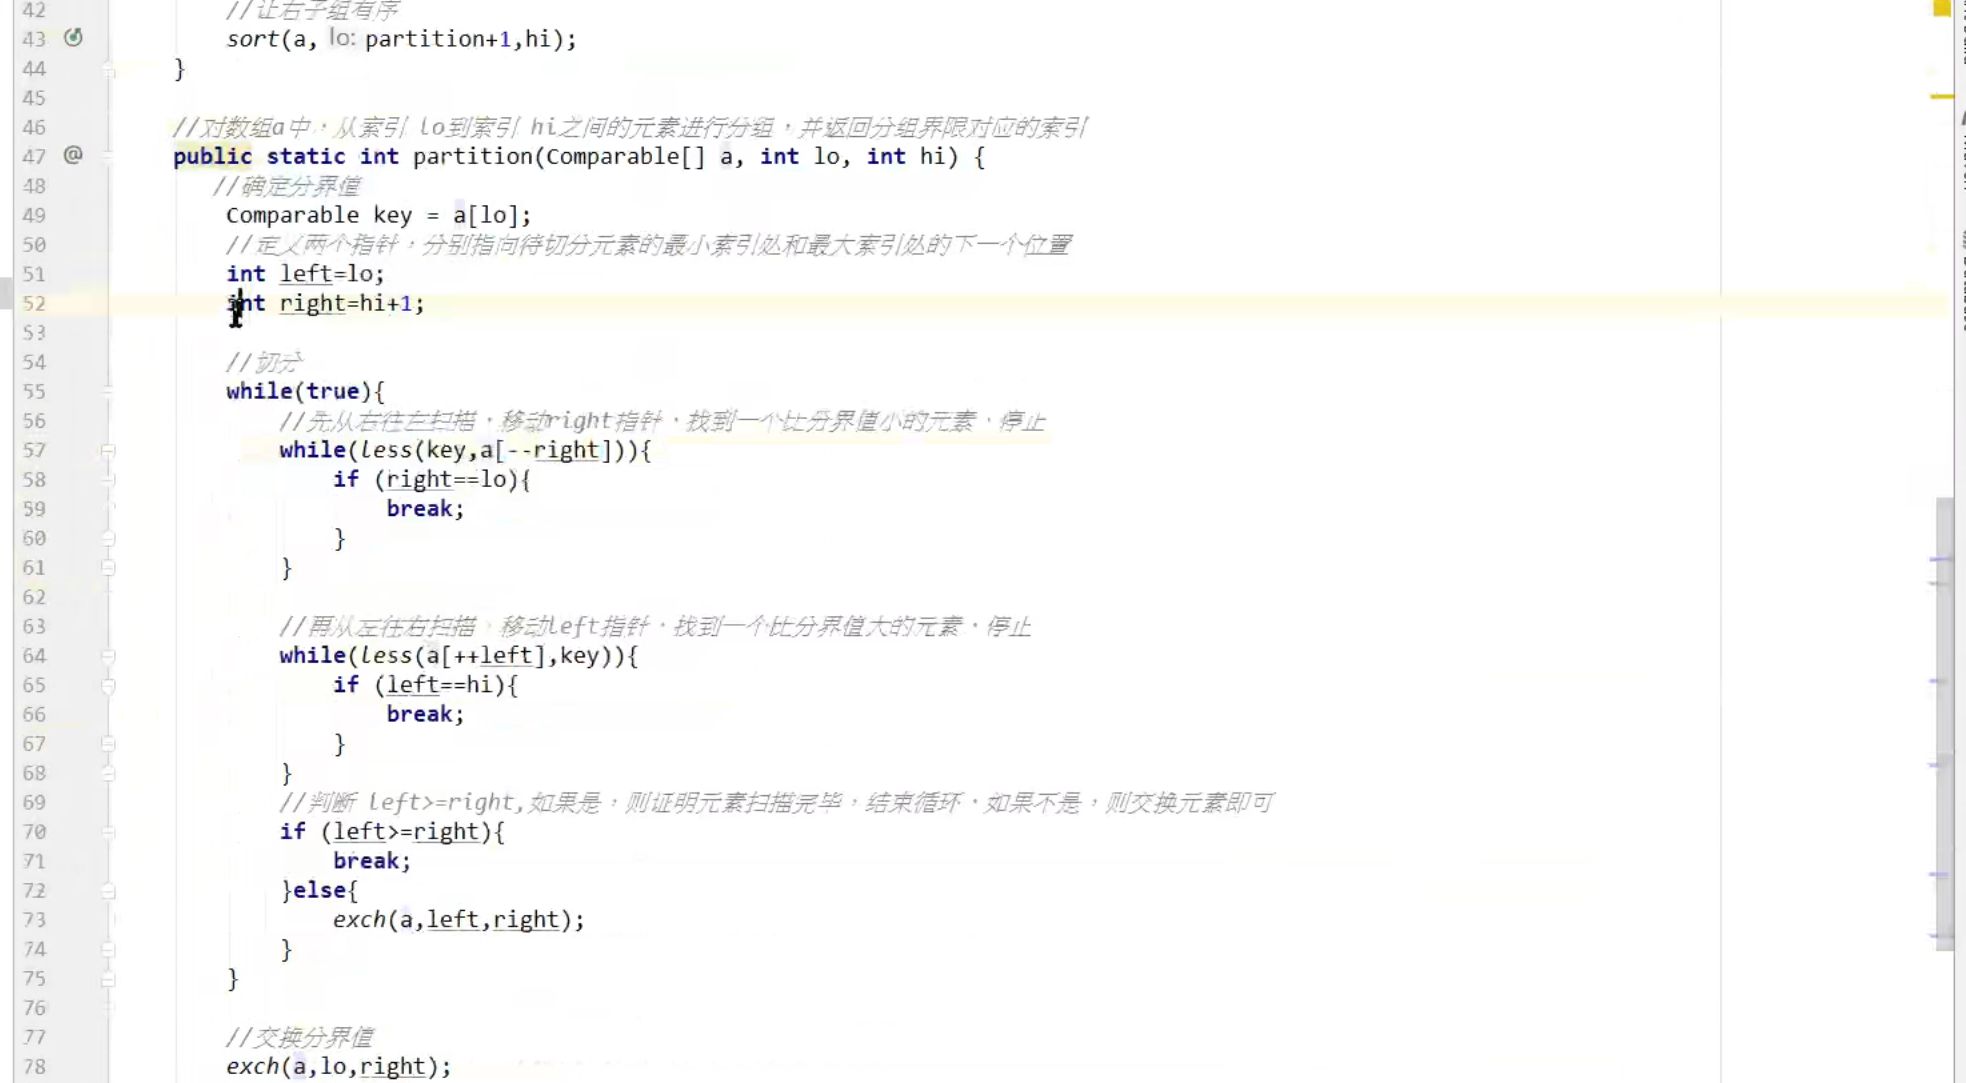 42 //让右子组有序
43 sort(a, lo: partition+1,hi);
44 }
45
46 //对数组a中，从索引 lo到索引 hi之间的元素进行分组，并返回分组界限对应的索引
47 @ public static int partition(Comparable[] a, int lo, int hi) {
48 //确定分界值
49 Comparable key = a[lo];
50 //定义两个指针，分别指向待切分元素的最小索引处和最大索引处的下一个位置
51 int left=lo;
52 int right=hi+1;
53
54 //切分
55 while(true){
56 //先从右往左扫描，移动right指针，找到一个比分界值小的元素，停止
57 while(less(key,a[--right])){
58 if (right==lo){
59 break;
60 }
61 }
62
63 //再从左往右扫描，移动left指针，找到一个比分界值大的元素，停止
64 while(less(a[++left],key)){
65 if (left==hi){
66 break;
67 }
68 }
69 //判断 left>=right,如果是，则证明元素扫描完毕，结束循环，如果不是，则交换元素即可
70 if (left>=right){
71 break;
72 }else{
73 exch(a,left,right);
74 }
75 }
76
77 //交换分界值
78 exch(a,lo,right);